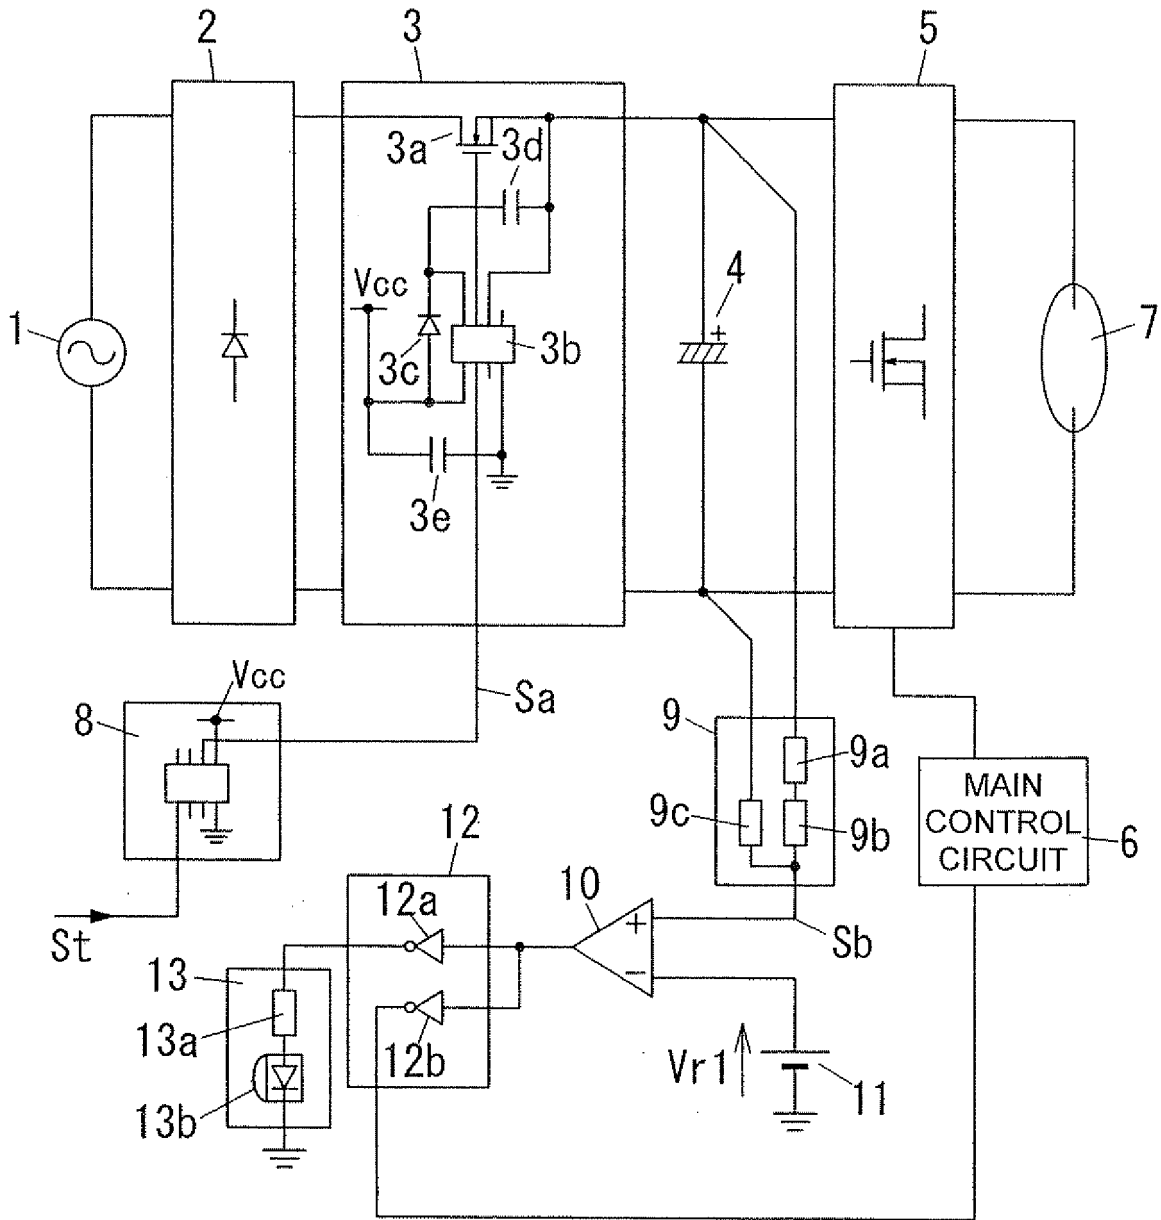 2
3
5
3a
3d
Vcc
4
+
1
3c
3b
7
3e
Vcc
Sa
8
9
9a
9c
9b
MAIN
CONTROL
CIRCUIT
6
12
10
12a
+
St
Sb
13
−
13a
12b
Vr1
11
13b